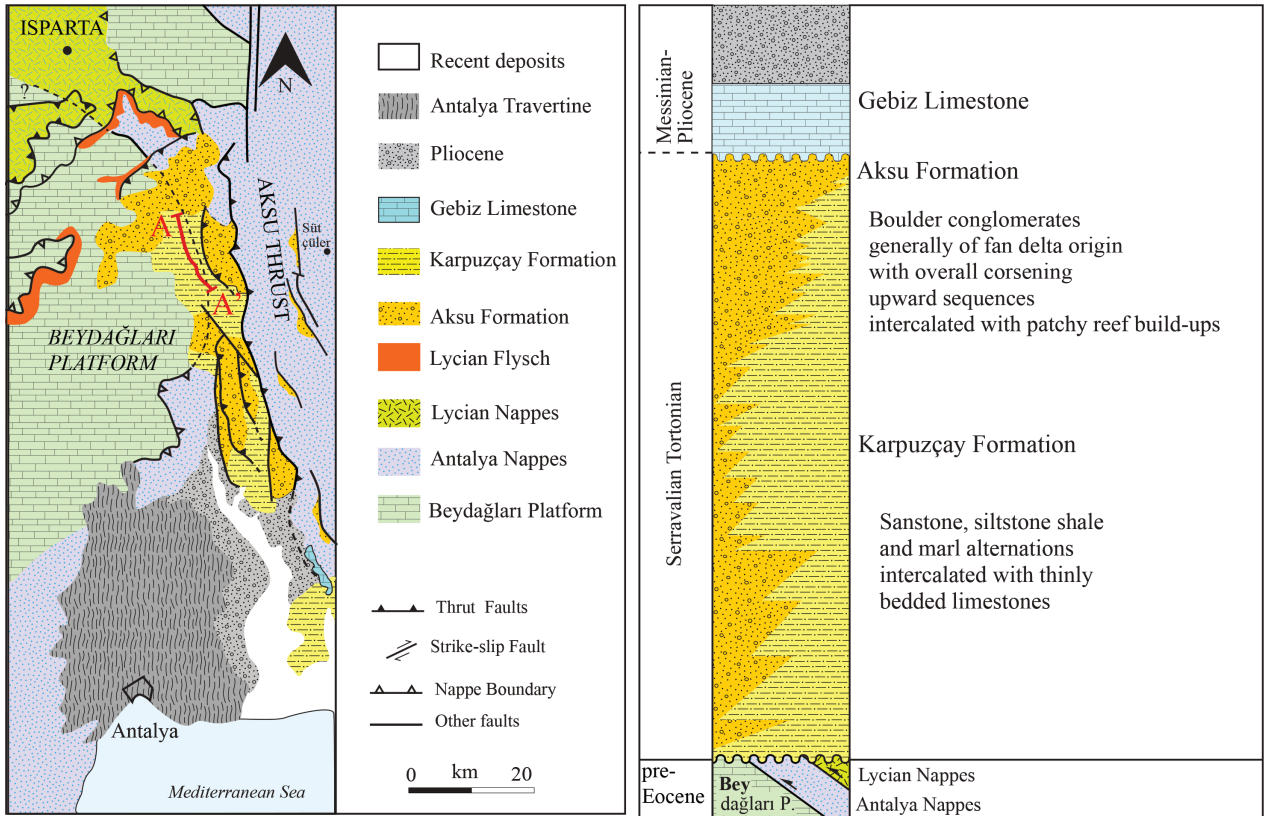 ISPARTA
?
N
A
A'
AKSU THRUST
Süt
çüler
BEYDAĞLARI
PLATFORM
Antalya
Mediterranean Sea
Recent deposits
Antalya Travertine
Pliocene
Gebiz Limestone
Karpuzçay Formation
Aksu Formation
Lycian Flysch
Lycian Nappes
Antalya Nappes
Beydağları Platform
Thrut Faults
Strike-slip Fault
Nappe Boundary
Other faults
0 km 20
Messinian-
Pliocene
Serravalian Tortonian
pre-
Eocene
Gebiz Limestone
Aksu Formation
Boulder conglomerates
generally of fan delta origin
with overall corsening
upward sequences
intercalated with patchy reef build-ups
Karpuzçay Formation
Sanstone, siltstone shale
and marl alternations
intercalated with thinly
bedded limestones
Bey
dağları P.
Lycian Nappes
Antalya Nappes